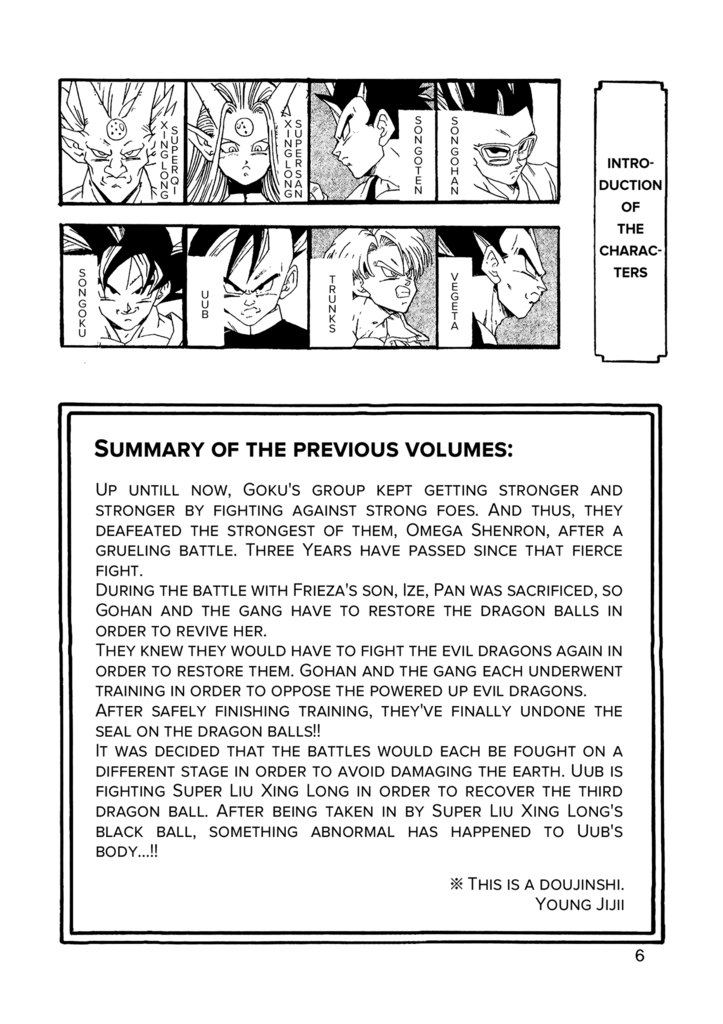 INTRO-
DUCTION
OF
THE
CHARAC-
TERS
SON GOHAN
SON GOTEN
SUPER SAN
XING LONG
SUPER QI
XING LONG
VEGETA
TRUNKS
UUB
SON GOKU
SUMMARY OF THE PREVIOUS VOLUMES:
UP UNTILL NOW, GOKU'S GROUP KEPT GETTING STRONGER AND
STRONGER BY FIGHTING AGAINST STRONG FOES. AND THUS, THEY
DEAFEATED THE STRONGEST OF THEM, OMEGA SHENRON, AFTER A
GRUELING BATTLE. THREE YEARS HAVE PASSED SINCE THAT FIERCE
FIGHT.
DURING THE BATTLE WITH FRIEZA'S SON, IZE, PAN WAS SACRIFICED, SO
GOHAN AND THE GANG HAVE TO RESTORE THE DRAGON BALLS IN
ORDER TO REVIVE HER.
THEY KNEW THEY WOULD HAVE TO FIGHT THE EVIL DRAGONS AGAIN IN
ORDER TO RESTORE THEM. GOHAN AND THE GANG EACH UNDERWENT
TRAINING IN ORDER TO OPPOSE THE POWERED UP EVIL DRAGONS.
AFTER SAFELY FINISHING TRAINING, THEY'VE FINALLY UNDONE THE
SEAL ON THE DRAGON BALLS!!
IT WAS DECIDED THAT THE BATTLES WOULD EACH BE FOUGHT ON A
DIFFERENT STAGE IN ORDER TO AVOID DAMAGING THE EARTH. UUB IS
FIGHTING SUPER LIU XING LONG IN ORDER TO RECOVER THE THIRD
DRAGON BALL. AFTER BEING TAKEN IN BY SUPER LIU XING LONG'S
BLACK BALL, SOMETHING ABNORMAL HAS HAPPENED TO UUB'S
BODY...!!
※ THIS IS A DOUJINSHI.
YOUNG JIJII
6